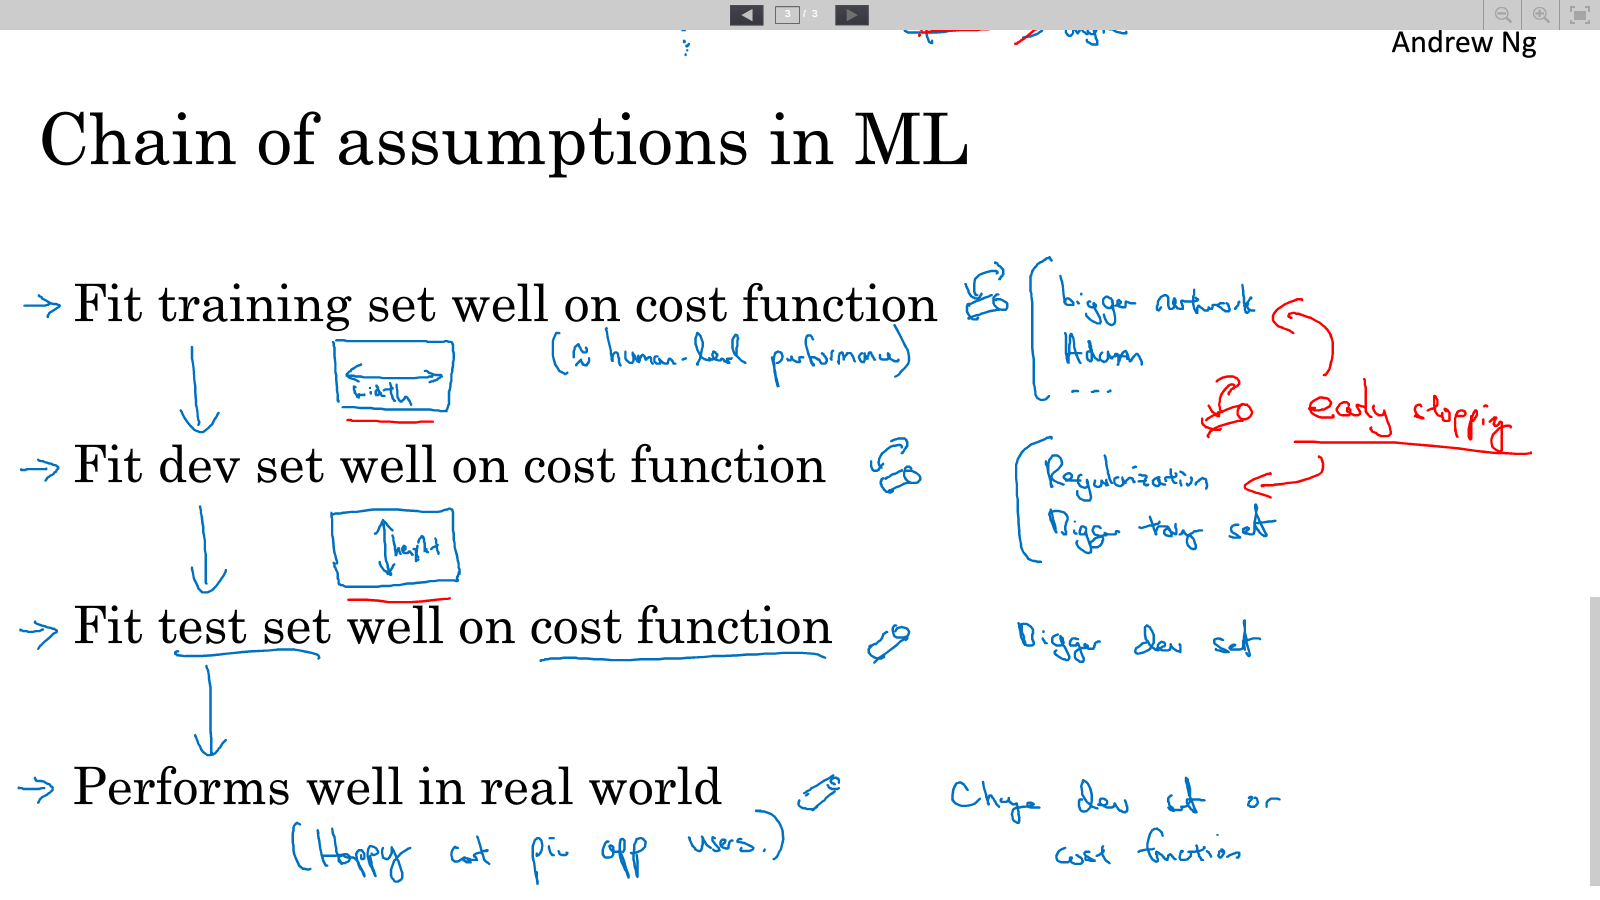 3 / 3
Andrew Ng
Chain of assumptions in ML
Fit training set well on cost function
(≈ human-level performance)
bigger network
Adam
- - -
width
early stopping
Fit dev set well on cost function
Regularization
Bigger training set
height
Fit test set well on cost function
Bigger dev set
Performs well in real world
(Happy cat pic app users.)
Change dev set or
cost function